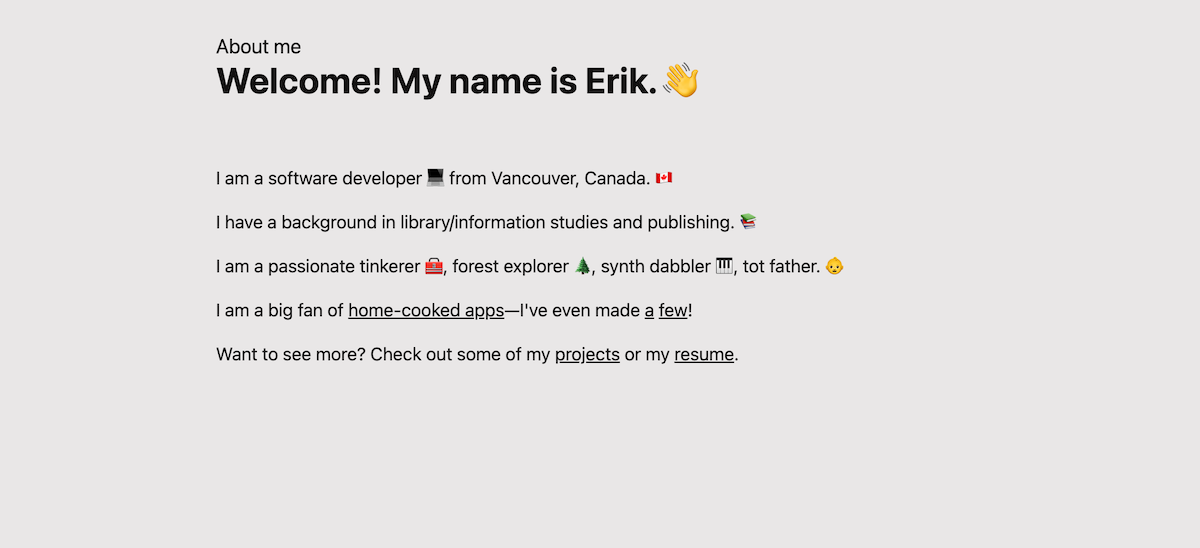 About me
Welcome! My name is Erik.👋
I am a software developer 💻 from Vancouver, Canada. 🇨🇦
I have a background in library/information studies and publishing. 📚
I am a passionate tinkerer 🧰, forest explorer 🌲, synth dabbler 🎹, tot father. 👶
I am a big fan of home-cooked apps—I've even made a few!
Want to see more? Check out some of my projects or my resume.